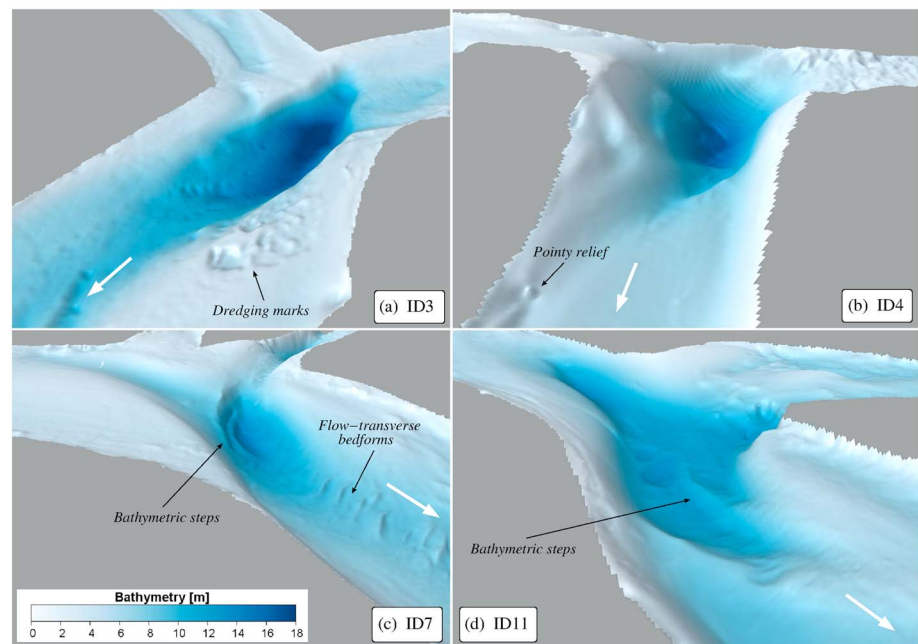 Dredging marks
(a) ID3
Pointy relief
(b) ID4
Flow−transverse
bedforms
Bathymetric steps
Bathymetry [m]
0 2 4 6 8 10 12 14 16 18
(c) ID7
Bathymetric steps
(d) ID11